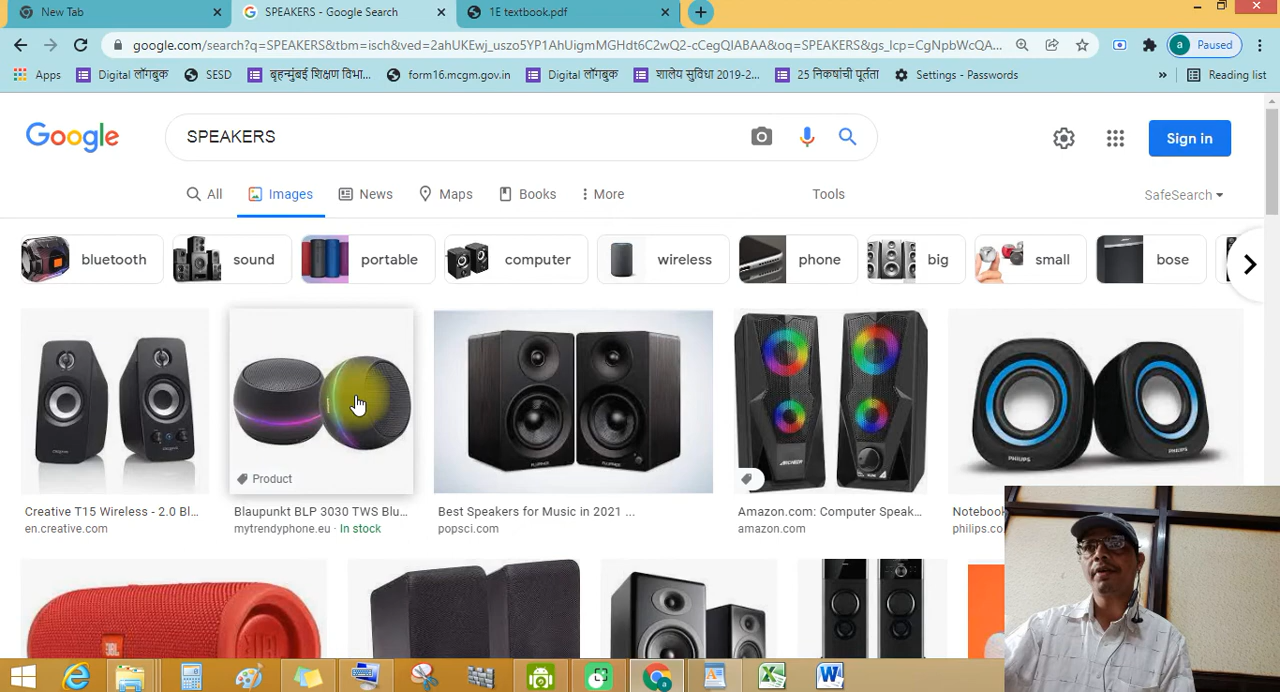 New Tab
SPEAKERS - Google Search
1E textbook.pdf
google.com/search?q=SPEAKERS&tbm=isch&ved=2ahUKEwj_uszo5YP1AhUigmMGHdt6C2wQ2-cCegQIABAA&oq=SPEAKERS&gs_lcp=CgNpbWcQA...
a Paused
Apps
Digital लॉगबुक
SESD
बृहन्मुंबई शिक्षण विभा...
form16.mcgm.gov.in
Digital लॉगबुक
शालेय सुविधा 2019-2...
25 निकषांची पूर्तता
Settings - Passwords
»
Reading list
Google
SPEAKERS
Sign in
All
Images
News
Maps
Books
More
Tools
SafeSearch
bluetooth
sound
portable
computer
wireless
phone
big
small
bose
Product
PHILIPS
PHILIPS
Creative T15 Wireless - 2.0 Bl...
en.creative.com
Blaupunkt BLP 3030 TWS Blu...
mytrendyphone.eu · In stock
Best Speakers for Music in 2021 ...
popsci.com
Amazon.com: Computer Speak...
amazon.com
Notebook
philips.co
JBL